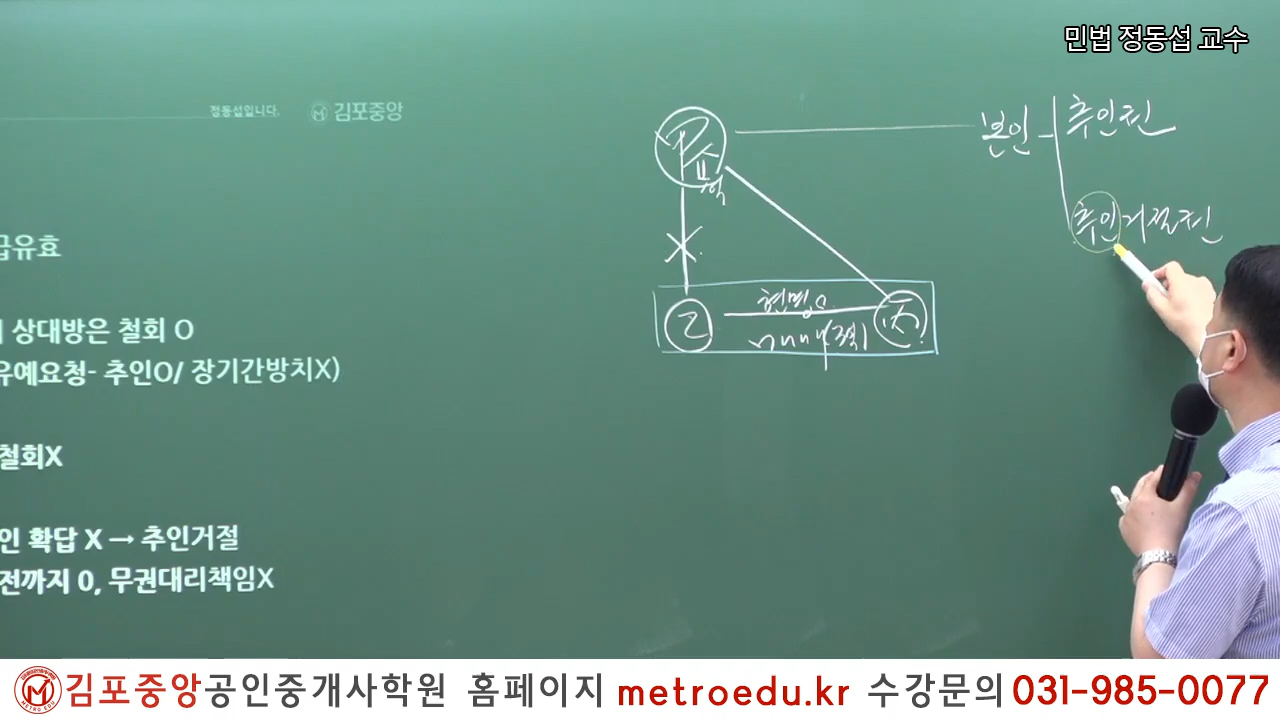 민법 정동섭 교수
정동섭입니다. 김포중앙
본인 추인권
추인거절권
급유효
상대방은 철회 O
유예요청- 추인O/ 장기간방치X)
현명
乙 丙
철회X
인 확답 X → 추인거절
전까지 0, 무권대리책임X
METRO EDU 김포중앙공인중개사학원 홈페이지 metroedu.kr 수강문의 031-985-0077